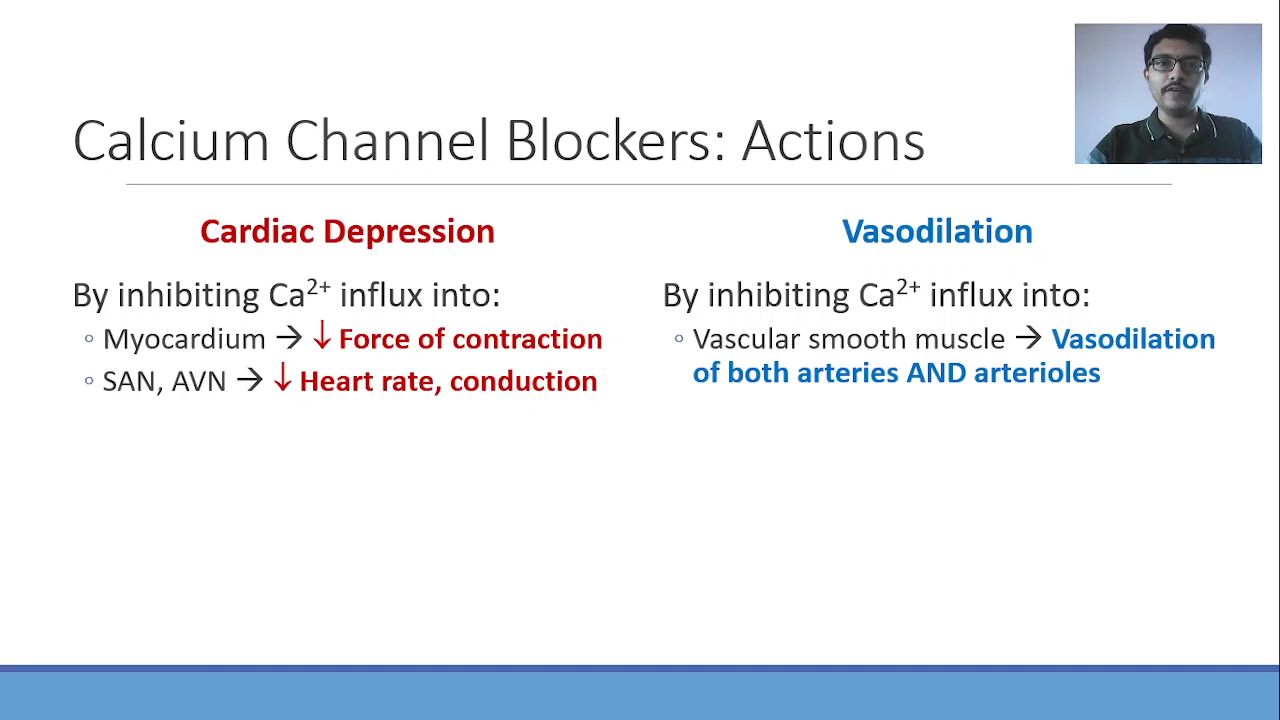 Calcium Channel Blockers: Actions
Cardiac Depression
By inhibiting Ca²⁺ influx into:
◦ Myocardium → ↓ Force of contraction
◦ SAN, AVN → ↓ Heart rate, conduction
Vasodilation
By inhibiting Ca²⁺ influx into:
◦ Vascular smooth muscle → Vasodilation
of both arteries AND arterioles